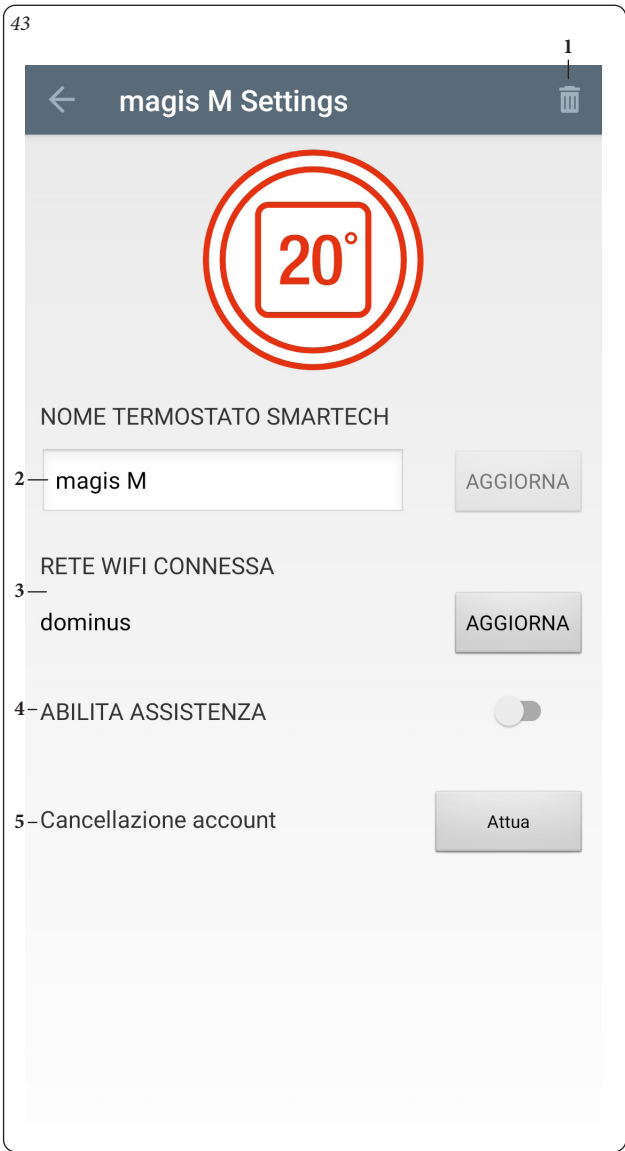 43
1
magis M Settings
20°
NOME TERMOSTATO SMARTECH
2 magis M AGGIORNA
RETE WIFI CONNESSA
3
dominus AGGIORNA
4 ABILITA ASSISTENZA
5 Cancellazione account Attua